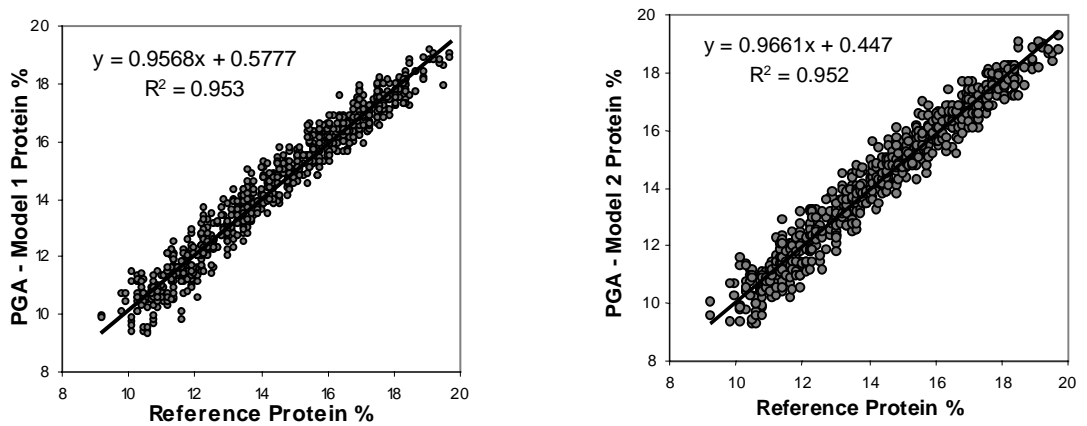 20
18
16
14
12
10
8
PGA - Model 1 Protein %
y = 0.9568x + 0.5777
R² = 0.953
8 10 12 14 16 18 20
Reference Protein %
20
18
16
14
12
10
8
PGA - Model 2 Protein %
y = 0.9661x + 0.447
R² = 0.952
8 10 12 14 16 18 20
Reference Protein %